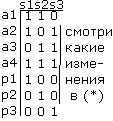 s1s2s3
a1 1 1 0
a2 1 0 1 смотри
a3 0 1 1 какие
a4 1 1 1 изме-
p1 1 0 0 нения
p2 0 1 0 в (*)
p3 0 0 1